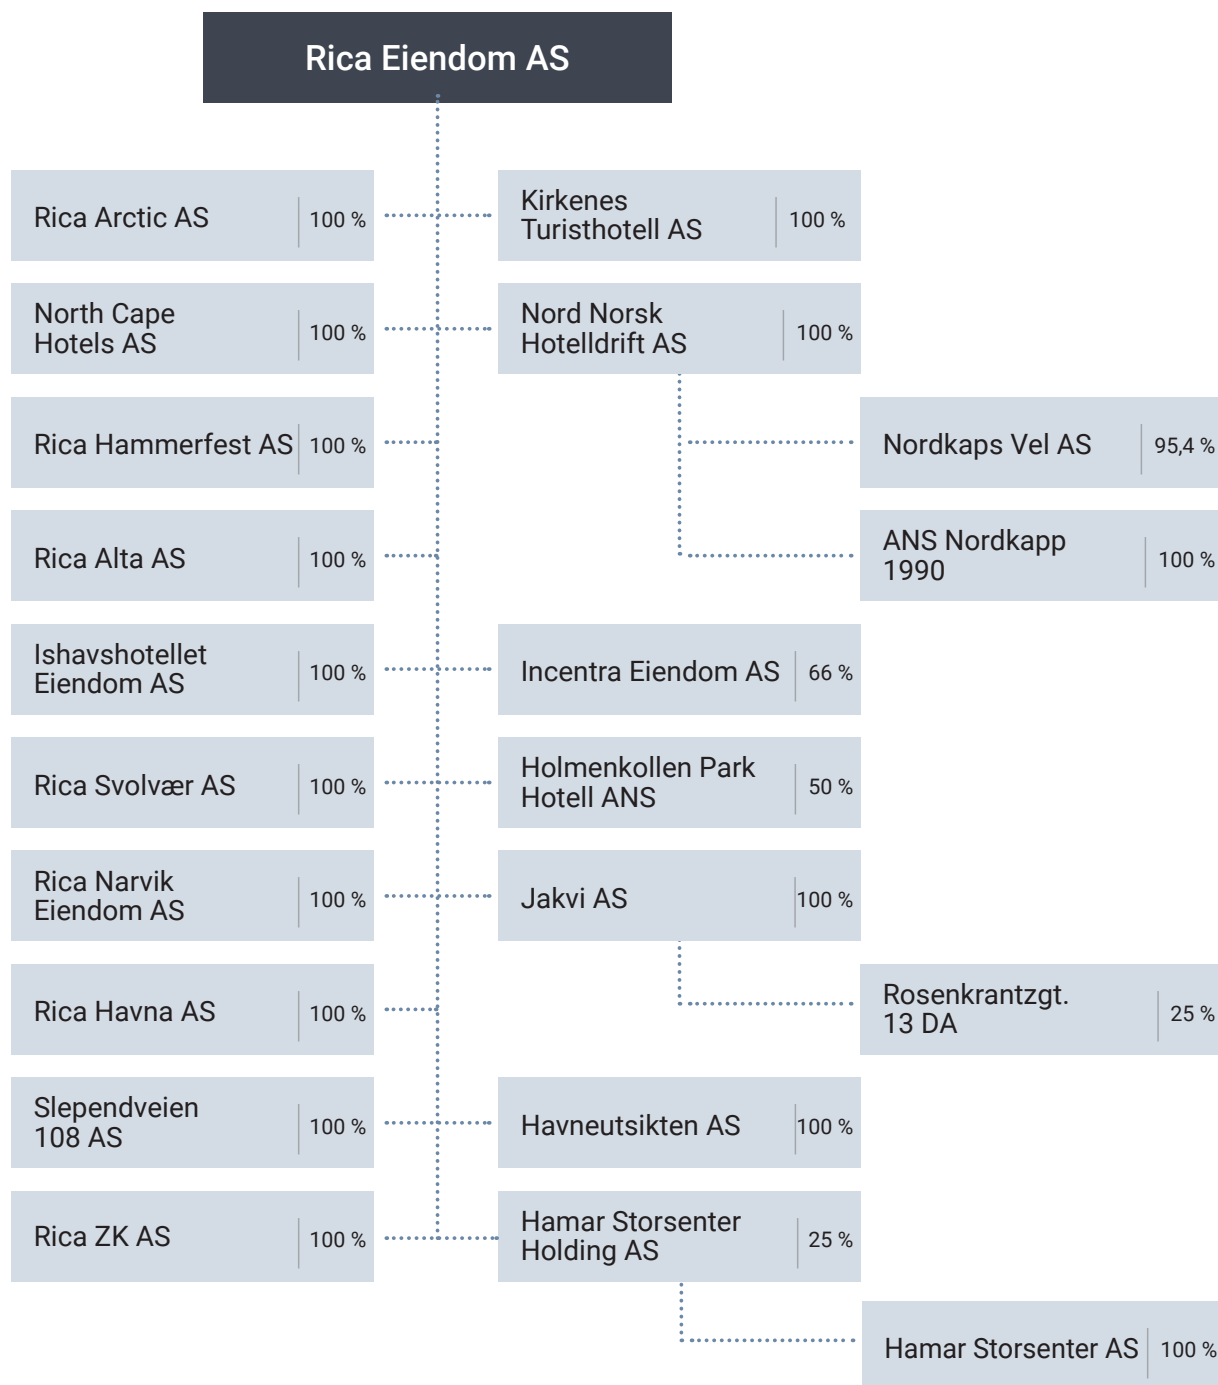 Rica Eiendom AS
Rica Arctic AS
100 %
Kirkenes
Turisthotell AS
100 %
North Cape
Hotels AS
100 %
Nord Norsk
Hotelldrift AS
100 %
Rica Hammerfest AS
100 %
Nordkaps Vel AS
95,4 %
Rica Alta AS
100 %
ANS Nordkapp
1990
100 %
Ishavshotellet
Eiendom AS
100 %
Incentra Eiendom AS
66 %
Rica Svolvær AS
100 %
Holmenkollen Park
Hotell ANS
50 %
Rica Narvik
Eiendom AS
100 %
Jakvi AS
100 %
Rica Havna AS
100 %
Rosenkrantzgt.
13 DA
25 %
Slependveien
108 AS
100 %
Havneutsikten AS
100 %
Rica ZK AS
100 %
Hamar Storsenter
Holding AS
25 %
Hamar Storsenter AS
100 %